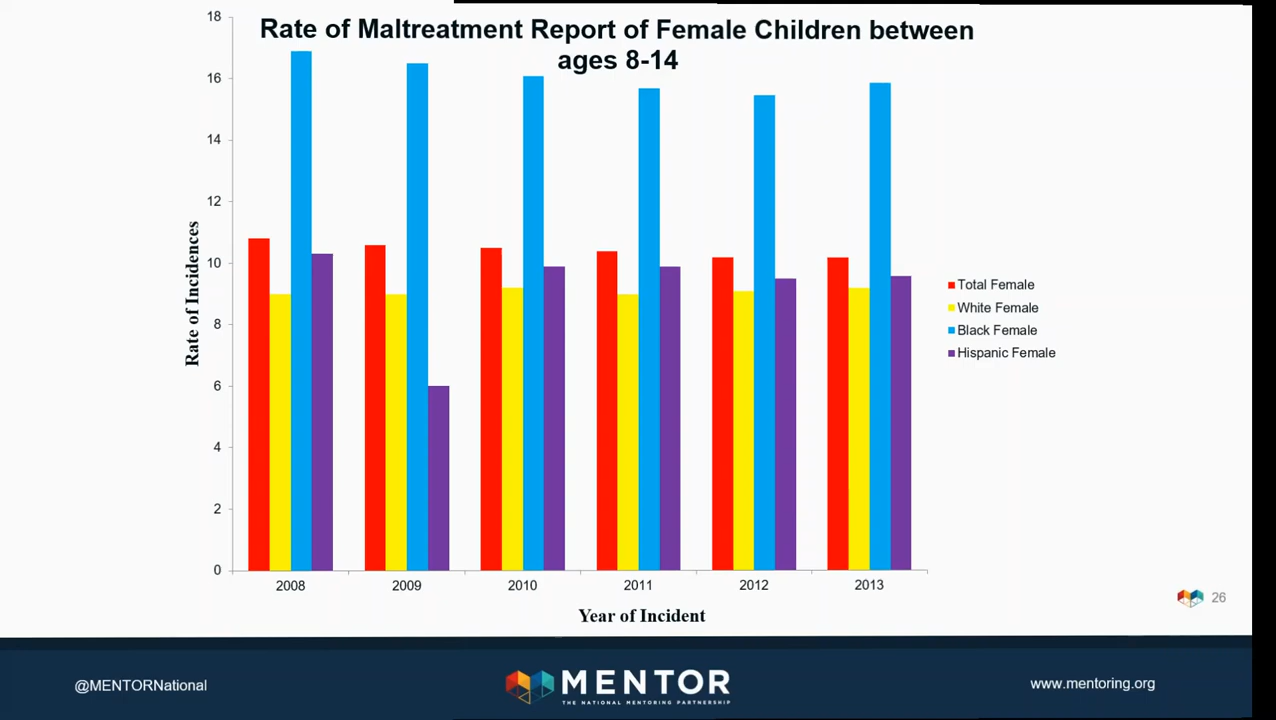 Rate of Maltreatment Report of Female Children between
ages 8-14
18
16
14
12
10
8
6
4
2
0
Rate of Incidences
2008 2009 2010 2011 2012 2013
Year of Incident
Total Female
White Female
Black Female
Hispanic Female
26
@MENTORNational
MENTOR
THE NATIONAL MENTORING PARTNERSHIP
www.mentoring.org